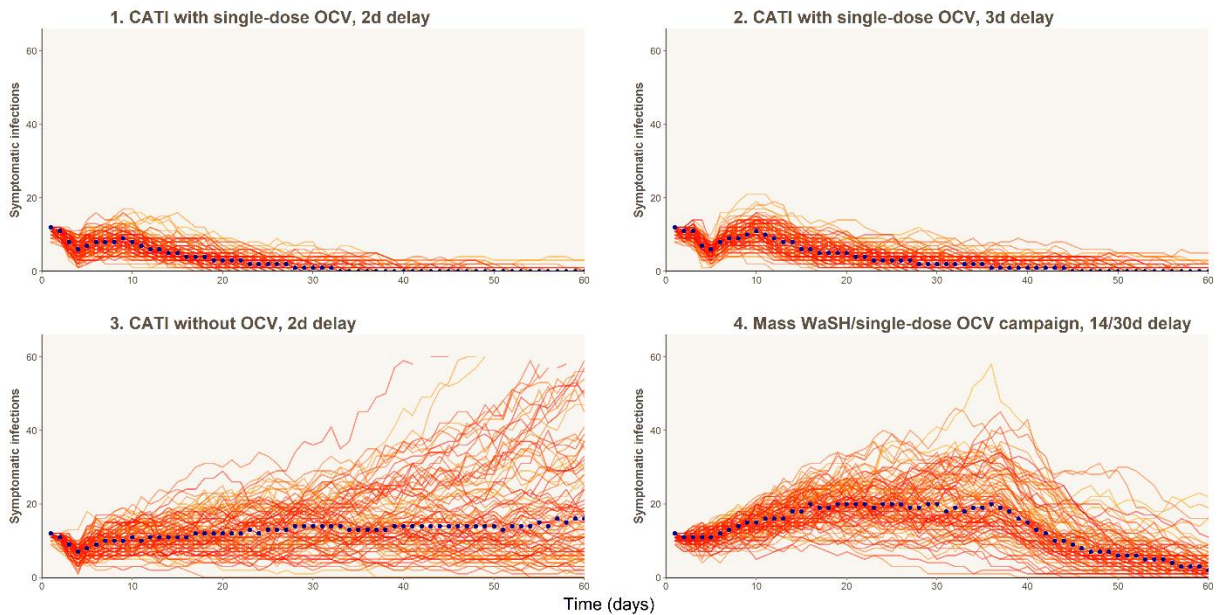 1. CATI with single-dose OCV, 2d delay
Symptomatic infections
60
40
20
0
0 10 20 30 40 50 60
2. CATI with single-dose OCV, 3d delay
Symptomatic infections
60
40
20
0
0 10 20 30 40 50 60
3. CATI without OCV, 2d delay
Symptomatic infections
60
40
20
0
0 10 20 30 40 50 60
4. Mass WaSH/single-dose OCV campaign, 14/30d delay
Symptomatic infections
60
40
20
0
0 10 20 30 40 50 60
Time (days)